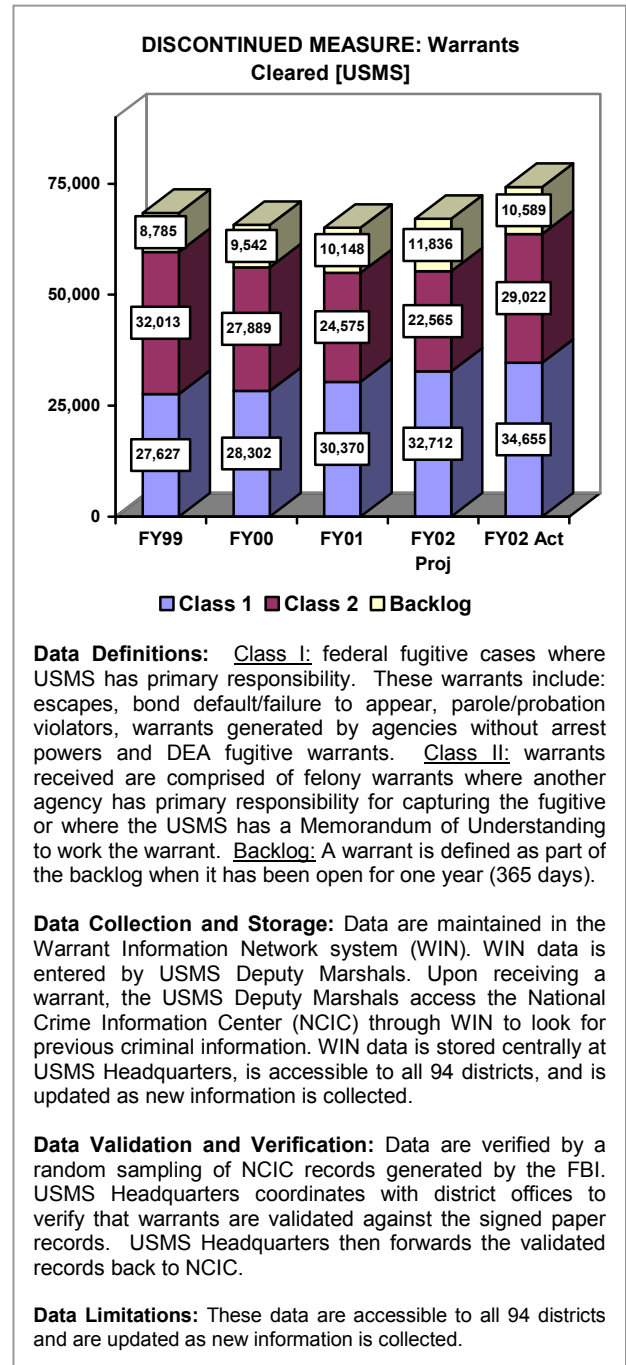 DISCONTINUED MEASURE: Warrants
Cleared [USMS]
75,000
50,000
25,000
0
8,785
9,542
10,148
11,836
10,589
32,013
27,889
24,575
22,565
29,022
27,627
28,302
30,370
32,712
34,655
FY99
FY00
FY01
FY02
Proj
FY02 Act
Class 1
Class 2
Backlog
Data Definitions: Class I: federal fugitive cases where
USMS has primary responsibility. These warrants include:
escapes, bond default/failure to appear, parole/probation
violators, warrants generated by agencies without arrest
powers and DEA fugitive warrants. Class II: warrants
received are comprised of felony warrants where another
agency has primary responsibility for capturing the fugitive
or where the USMS has a Memorandum of Understanding
to work the warrant. Backlog: A warrant is defined as part of
the backlog when it has been open for one year (365 days).
Data Collection and Storage: Data are maintained in the
Warrant Information Network system (WIN). WIN data is
entered by USMS Deputy Marshals. Upon receiving a
warrant, the USMS Deputy Marshals access the National
Crime Information Center (NCIC) through WIN to look for
previous criminal information. WIN data is stored centrally at
USMS Headquarters, is accessible to all 94 districts, and is
updated as new information is collected.
Data Validation and Verification: Data are verified by a
random sampling of NCIC records generated by the FBI.
USMS Headquarters coordinates with district offices to
verify that warrants are validated against the signed paper
records. USMS Headquarters then forwards the validated
records back to NCIC.
Data Limitations: These data are accessible to all 94 districts
and are updated as new information is collected.